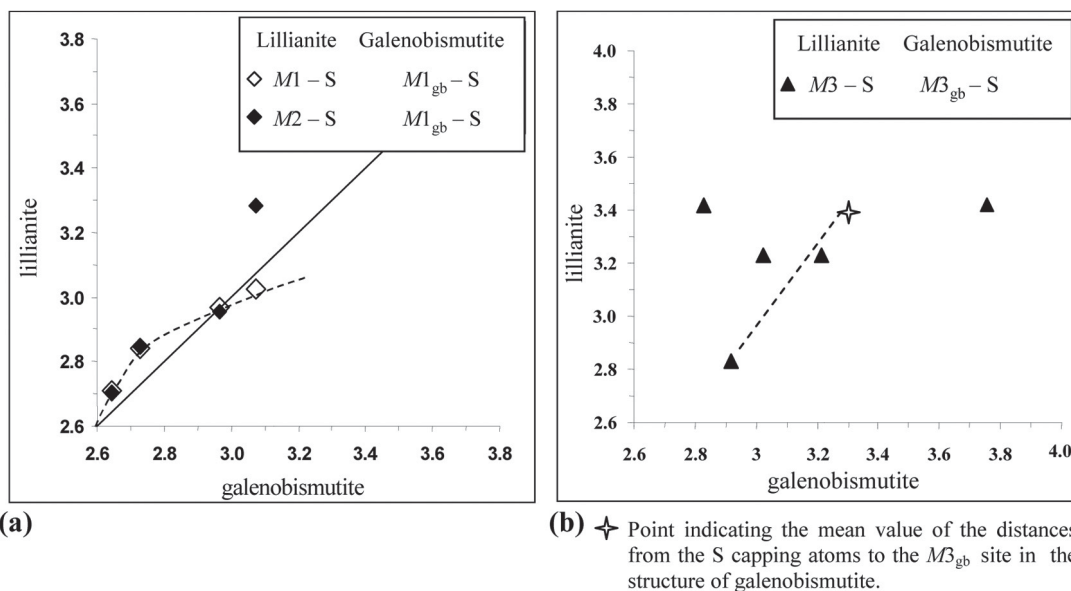 3.8
3.6
3.4
3.2
3.0
2.8
2.6
lillianite
2.6 2.8 3.0 3.2 3.4 3.6 3.8
galenobismutite
Lillianite Galenobismutite
M1 – S M1gb – S
M2 – S M1gb – S
(a)
4.0
3.8
3.6
3.4
3.2
3.0
2.8
2.6
lillianite
2.6 2.8 3 3.2 3.4 3.6 3.8 4.0
galenobismutite
Lillianite Galenobismutite
M3 – S M3gb – S
(b)
Point indicating the mean value of the distances
from the S capping atoms to the M3gb site in the
structure of galenobismutite.